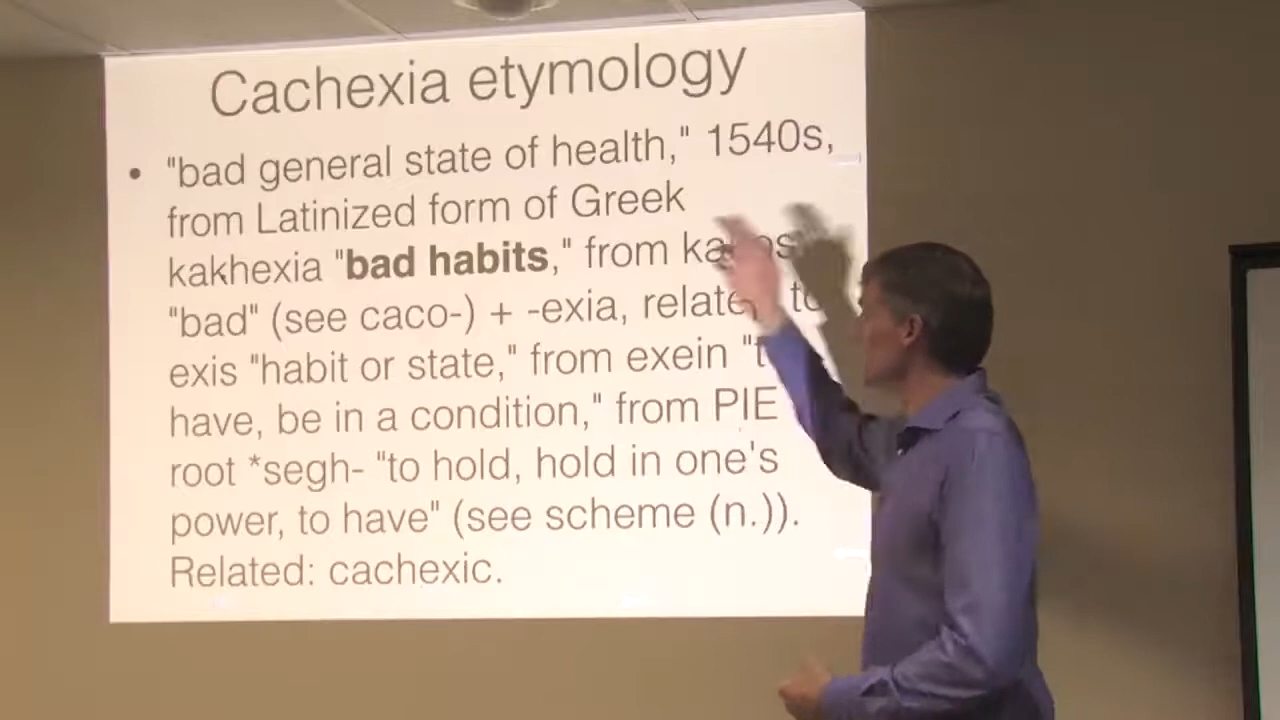 Cachexia etymology
• "bad general state of health," 1540s,
from Latinized form of Greek
kakhexia "bad habits," from
"bad" (see caco-) + -exia,
exis "habit or state," from exein
have, be in a condition," from PIE
root *segh- "to hold, hold in one's
power, to have" (see scheme (n.)).
Related: cachexic.